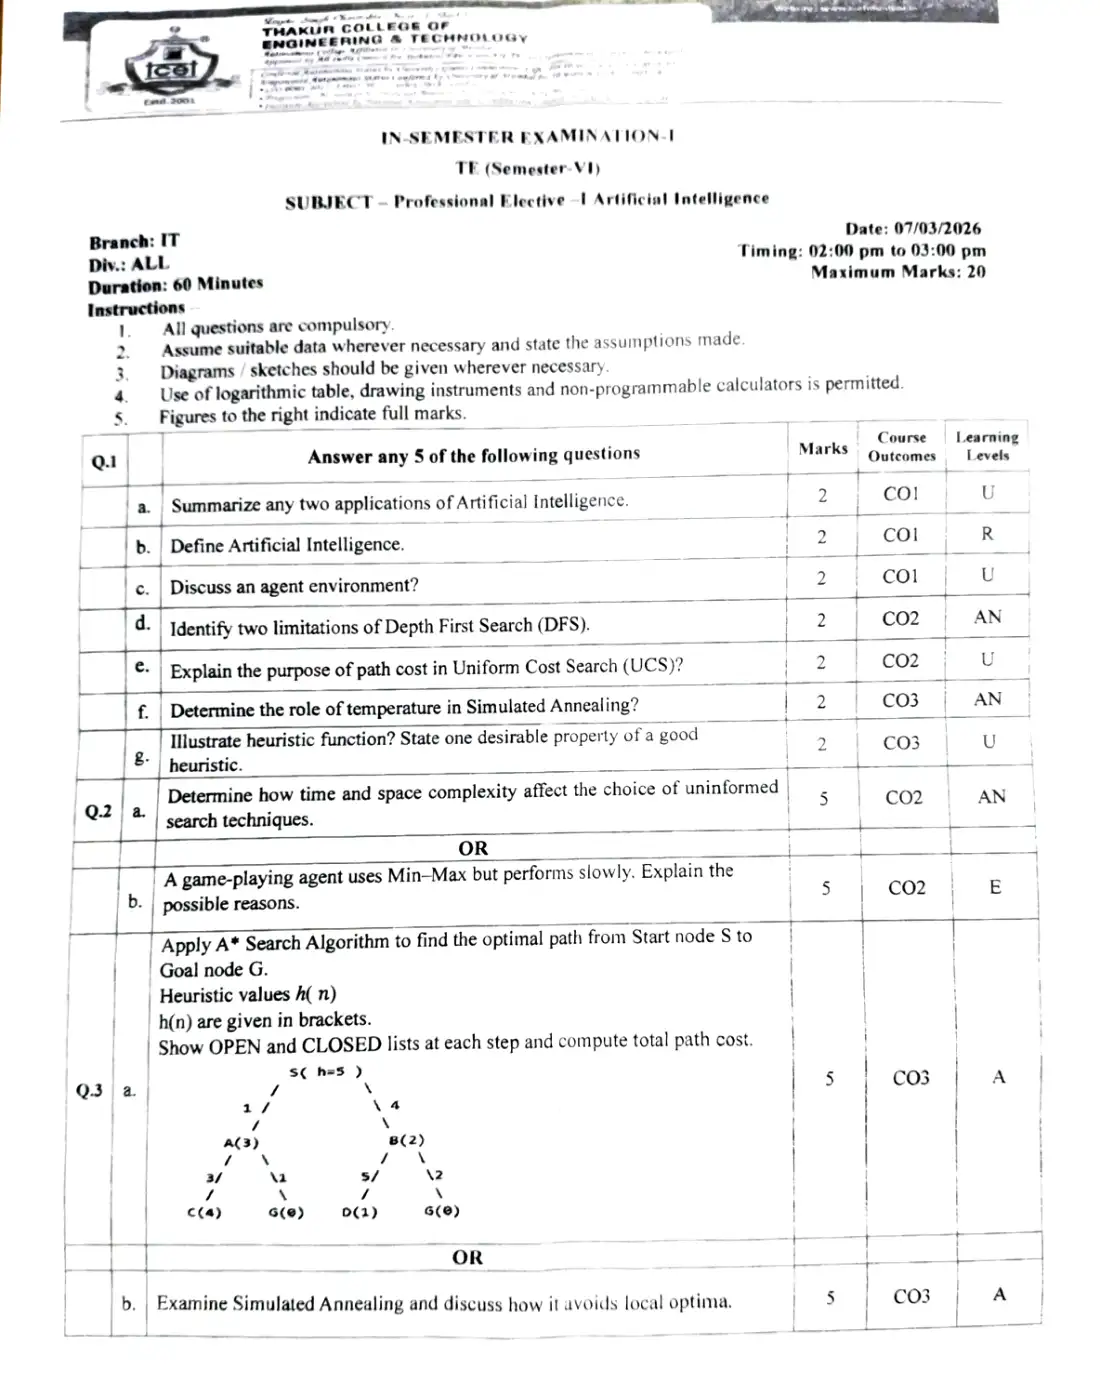 THAKUR COLLEGE OF
ENGINEERING & TECHNOLOGY
tcet
Estd. 2001
IN-SEMESTER EXAMINATION-I
TE (Semester-VI)
SUBJECT – Professional Elective –I Artificial Intelligence
Branch: IT
Date: 07/03/2026
Div.: ALL
Timing: 02:00 pm to 03:00 pm
Duration: 60 Minutes
Maximum Marks: 20
Instructions
1. All questions are compulsory.
2. Assume suitable data wherever necessary and state the assumptions made.
3. Diagrams / sketches should be given wherever necessary.
4. Use of logarithmic table, drawing instruments and non-programmable calculators is permitted.
5. Figures to the right indicate full marks.
Q.1 Answer any 5 of the following questions Marks Course Outcomes Learning Levels
a. Summarize any two applications of Artificial Intelligence. 2 CO1 U
b. Define Artificial Intelligence. 2 CO1 R
c. Discuss an agent environment? 2 CO1 U
d. Identify two limitations of Depth First Search (DFS). 2 CO2 AN
e. Explain the purpose of path cost in Uniform Cost Search (UCS)? 2 CO2 U
f. Determine the role of temperature in Simulated Annealing? 2 CO3 AN
g. Illustrate heuristic function? State one desirable property of a good
heuristic. 2 CO3 U
Q.2 a. Determine how time and space complexity affect the choice of uninformed
search techniques. 5 CO2 AN
OR
b. A game-playing agent uses Min–Max but performs slowly. Explain the
possible reasons. 5 CO2 E
Apply A* Search Algorithm to find the optimal path from Start node S to
Goal node G.
Heuristic values h( n)
h(n) are given in brackets.
Show OPEN and CLOSED lists at each step and compute total path cost.
Q.3 a. 5 CO3 A
S( h=5 )
/ \
1 / \ 4
/ \
A(3) B(2)
/ \ / \
3/ \1 5/ \2
/ \ / \
C(4) G(0) D(1) G(0)
OR
b. Examine Simulated Annealing and discuss how it avoids local optima. 5 CO3 A